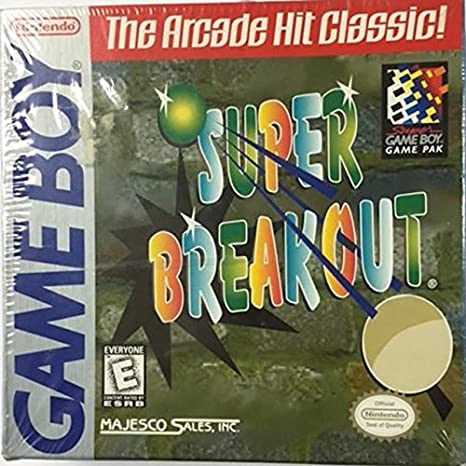 Nintendo
The Arcade Hit Classic!
GAME BOY
®
Super
GAME BOY
GAME PAK
SUPER
BREAKOUT®
EVERYONE
E
CONTENT RATED BY
ESRB
MAJESCO SALES, INC.
Official
Nintendo
Seal of Quality